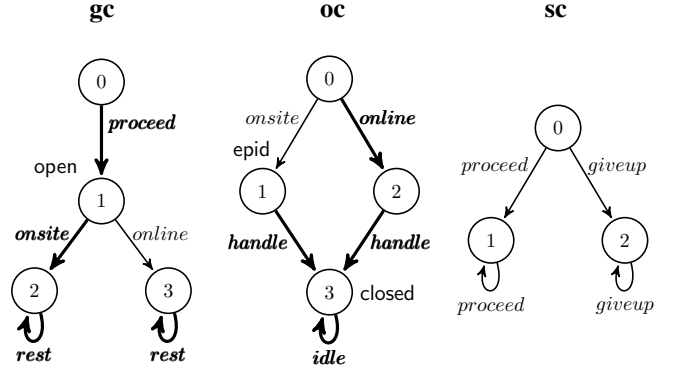 gc
0
proceed
open
1
onsite
online
2
3
rest
rest
oc
0
onsite
online
epid
1
2
handle
handle
3
closed
idle
sc
0
proceed
giveup
1
2
proceed
giveup